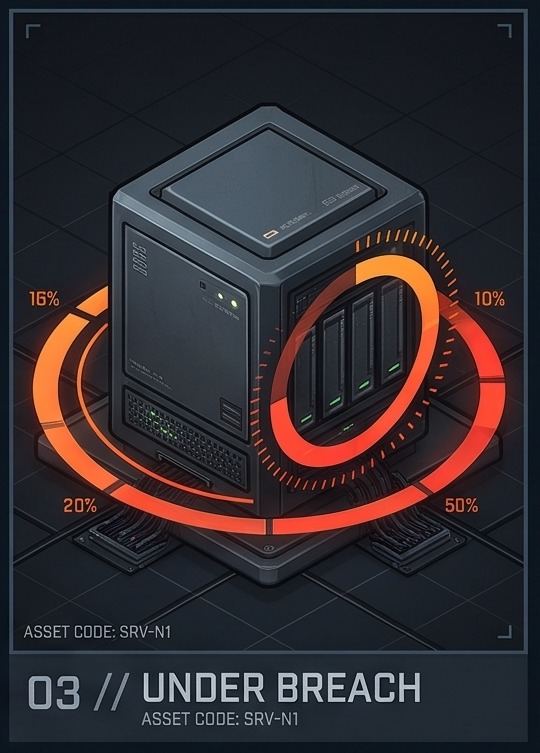 16%
10%
20%
50%
ASSET CODE: SRV-N1
03 // UNDER BREACH
ASSET CODE: SRV-N1